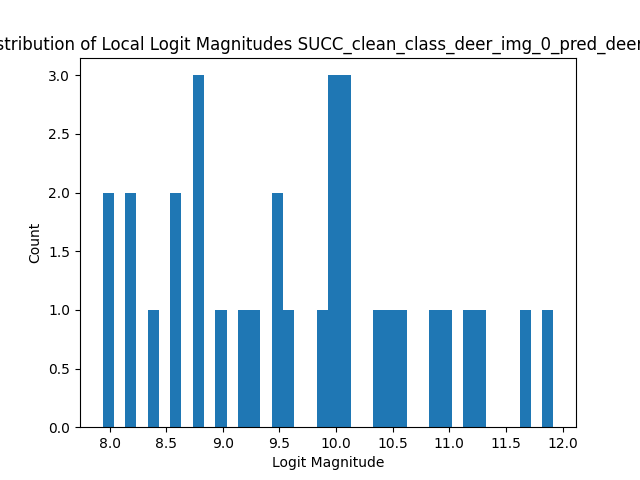 stribution of Local Logit Magnitudes SUCC_clean_class_deer_img_0_pred_deer
3.0
2.5
2.0
1.5
1.0
0.5
0.0
Count
8.0 8.5 9.0 9.5 10.0 10.5 11.0 11.5 12.0
Logit Magnitude